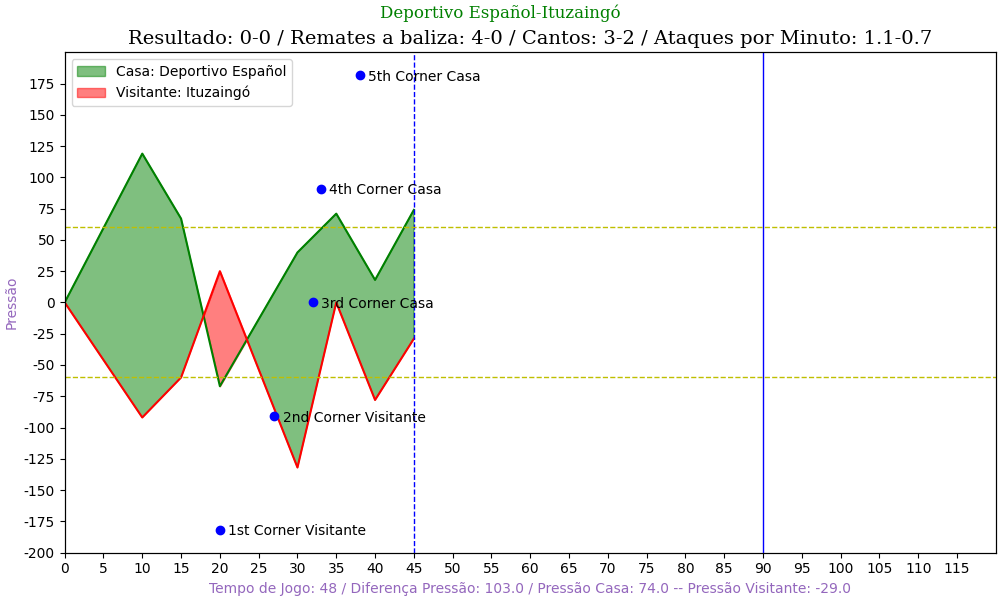 Deportivo Español-Ituzaingó
Resultado: 0-0 / Remates a baliza: 4-0 / Cantos: 3-2 / Ataques por Minuto: 1.1-0.7
Casa: Deportivo Español
Visitante: Ituzaingó
5th Corner Casa
4th Corner Casa
3rd Corner Casa
2nd Corner Visitante
1st Corner Visitante
Pressão
175
150
125
100
75
50
25
0
-25
-50
-75
-100
-125
-150
-175
-200
0 5 10 15 20 25 30 35 40 45 50 55 60 65 70 75 80 85 90 95 100 105 110 115
Tempo de Jogo: 48 / Diferença Pressão: 103.0 / Pressão Casa: 74.0 -- Pressão Visitante: -29.0